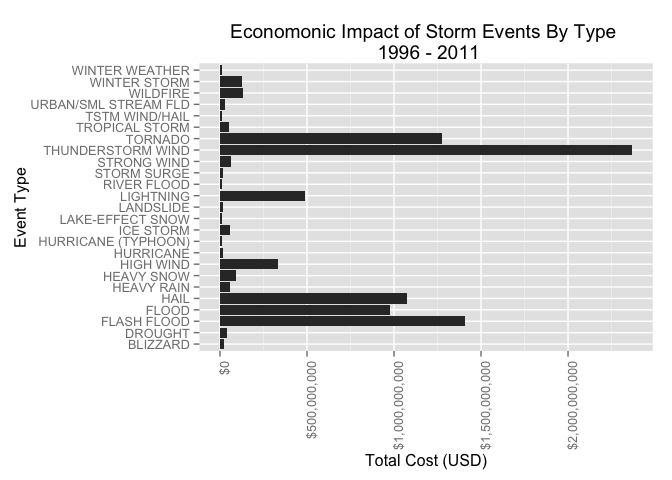 Economonic Impact of Storm Events By Type
1996 - 2011
Event Type
WINTER WEATHER
WINTER STORM
WILDFIRE
URBAN/SML STREAM FLD
TSTM WIND/HAIL
TROPICAL STORM
TORNADO
THUNDERSTORM WIND
STRONG WIND
STORM SURGE
RIVER FLOOD
LIGHTNING
LANDSLIDE
LAKE-EFFECT SNOW
ICE STORM
HURRICANE (TYPHOON)
HURRICANE
HIGH WIND
HEAVY SNOW
HEAVY RAIN
HAIL
FLOOD
FLASH FLOOD
DROUGHT
BLIZZARD
$0
$500,000,000
$1,000,000,000
$1,500,000,000
$2,000,000,000
Total Cost (USD)